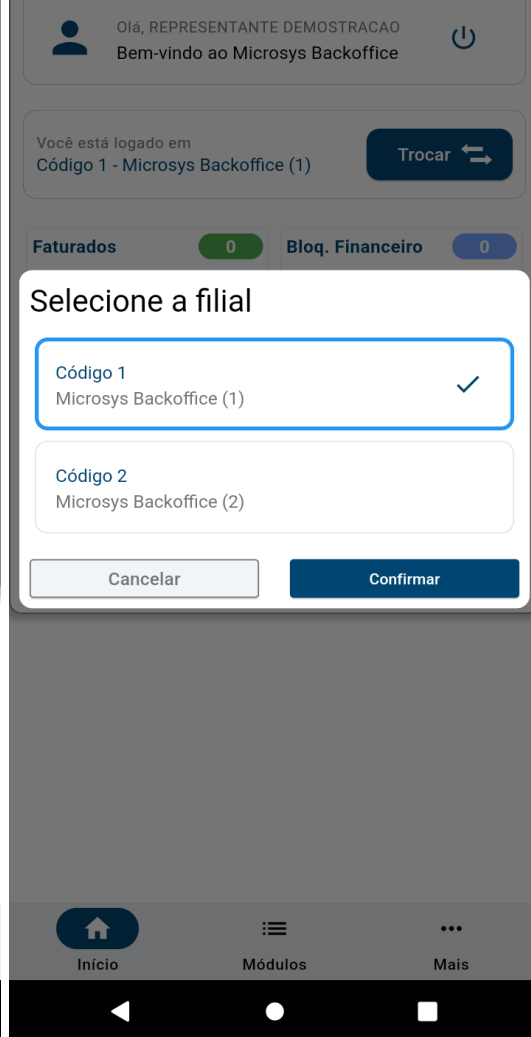 Olá, REPRESENTANTE DEMOSTRACAO
Bem-vindo ao Microsys Backoffice
Você está logado em
Código 1 - Microsys Backoffice (1)
Trocar
Faturados 0 Bloq. Financeiro 0
Selecione a filial
Código 1
Microsys Backoffice (1)
Código 2
Microsys Backoffice (2)
Cancelar Confirmar
Início Módulos Mais